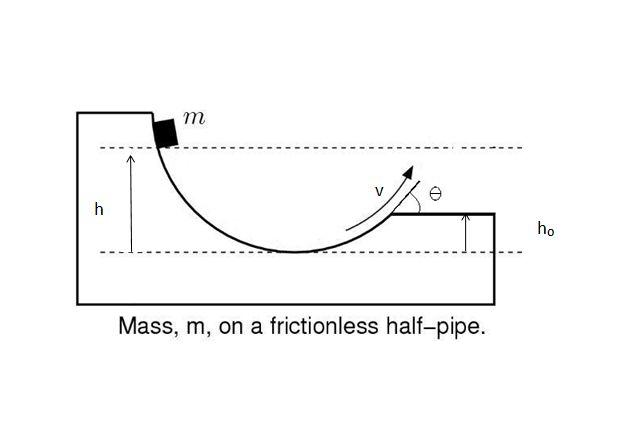 m
h
v
θ
h₀
Mass, m, on a frictionless half-pipe.